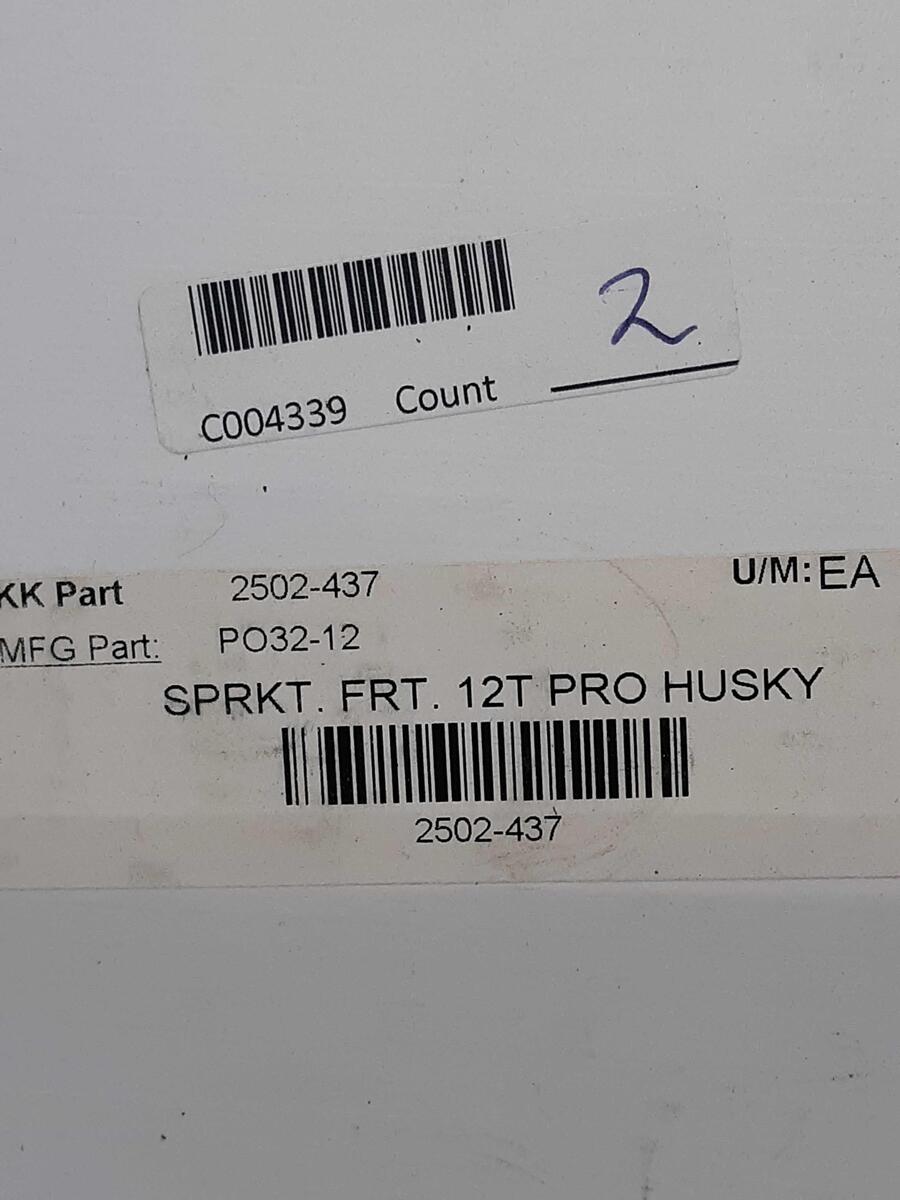 C004339 Count 2
KK Part 2502-437 U/M: EA
MFG Part: PO32-12
SPRKT. FRT. 12T PRO HUSKY
2502-437